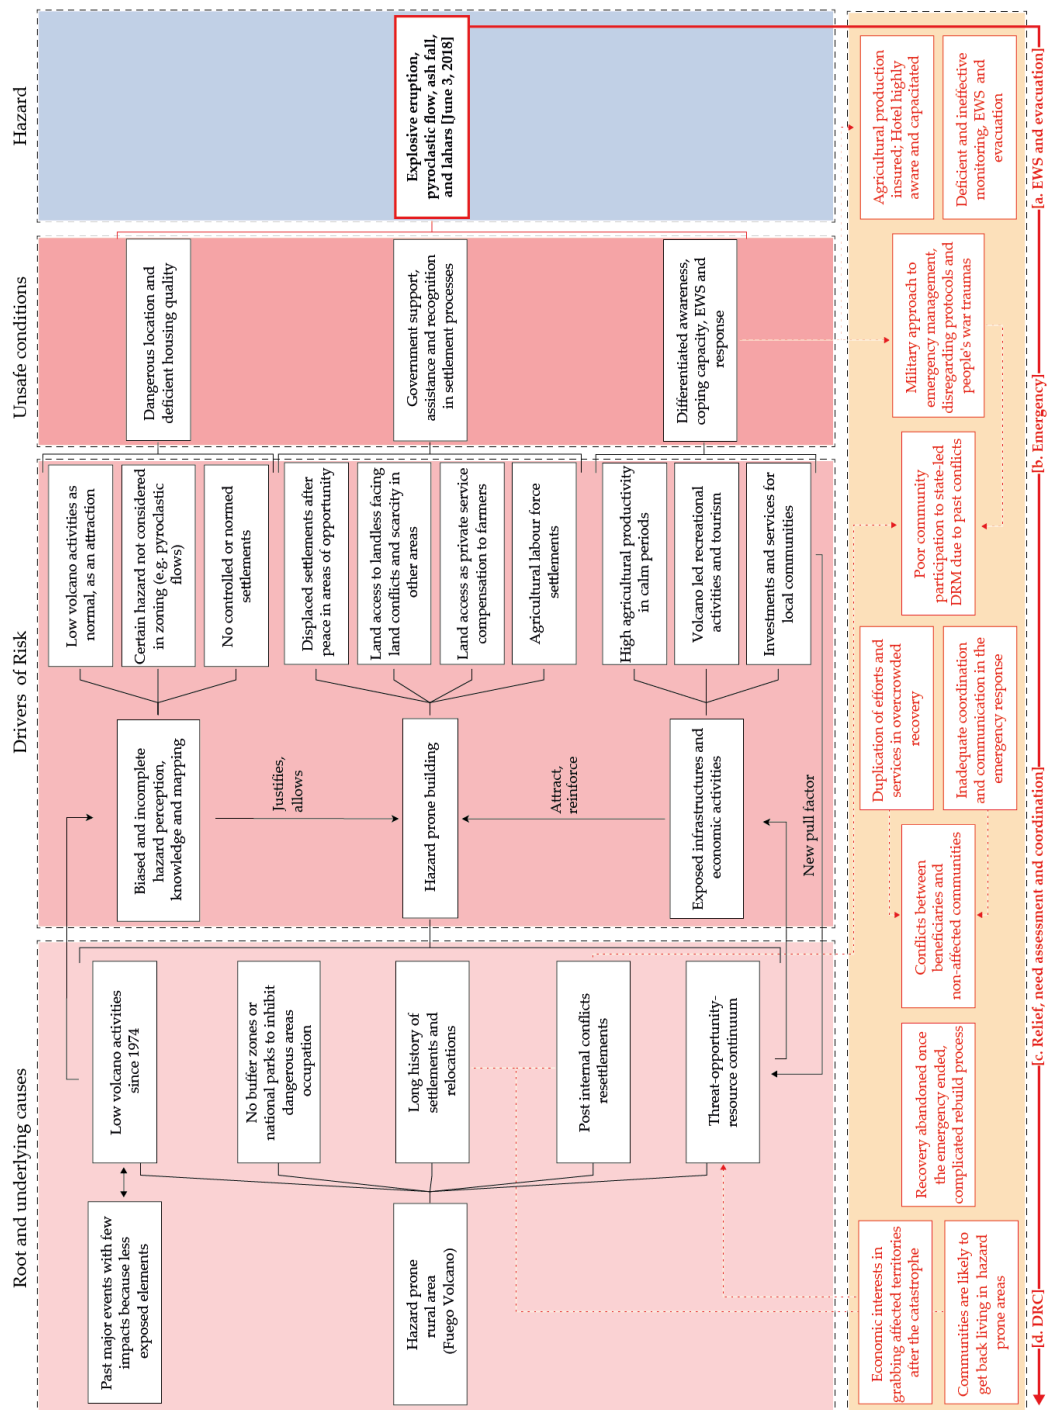 Root and underlying causes
Drivers of Risk
Unsafe conditions
Hazard
Past major events with few
impacts because less
exposed elements
Low volcano activities
since 1974
Biased and incomplete
hazard perception,
knowledge and mapping
Low volcano activities as
normal, as an attraction
Certain hazard not considered
in zoning (e.g, pyroclastic
flows)
No controlled or normed
settlements
Dangerous location and
deficient housing quality
No buffer zones or
national parks to inhibit
dangerous areas
occupation
Justifies,
allows
Hazard prone
rural area
(Fuego Volcano)
Long history of
settlements and
relocations
Hazard prone building
Displaced settlements after
peace in areas of opportunity
Land access to landless facing
land conflicts and scarcity in
other areas
Land access as private service
compensation to farmers
Agricultural labour force
settlements
Government support,
assistance and recognition
in settlement processes
Explosive eruption,
pyroclastic flow, ash fall,
and lahars [June 3, 2018]
Post internal conflicts
resettlements
Attract,
reinforce
Threat-opportunity-
resource continuum
Exposed infrastructures and
economic activities
High agricultural productivity
in calm periods
Volcano led recreational
activities and tourism
Investments and services for
local communities
Differentiated awareness,
coping capacity, EWS and
response
New pull factor
Economic interests in
grabbing affected territories
after the catastrophe
Communities are likely to
get back living in hazard
prone areas
Recovery abandoned once
the emergency ended,
complicated rebuild process
Conflicts between
beneficiaries and
non-affected communities
Duplication of efforts and
services in overcrowded
recovery
Inadequate coordination
and communication in the
emergency response
Poor community
participation to state-led
DRM due to past conflicts
Military approach to
emergency management,
disregarding protocols and
people's war traumas
Agricultural production
insured; Hotel highly
aware and capacitated
Deficient and ineffective
monitoring, EWS and
evacuation
[d. DRC]
[c. Relief, need assessment and coordination]
[b. Emergency]
[a. EWS and evacuation]